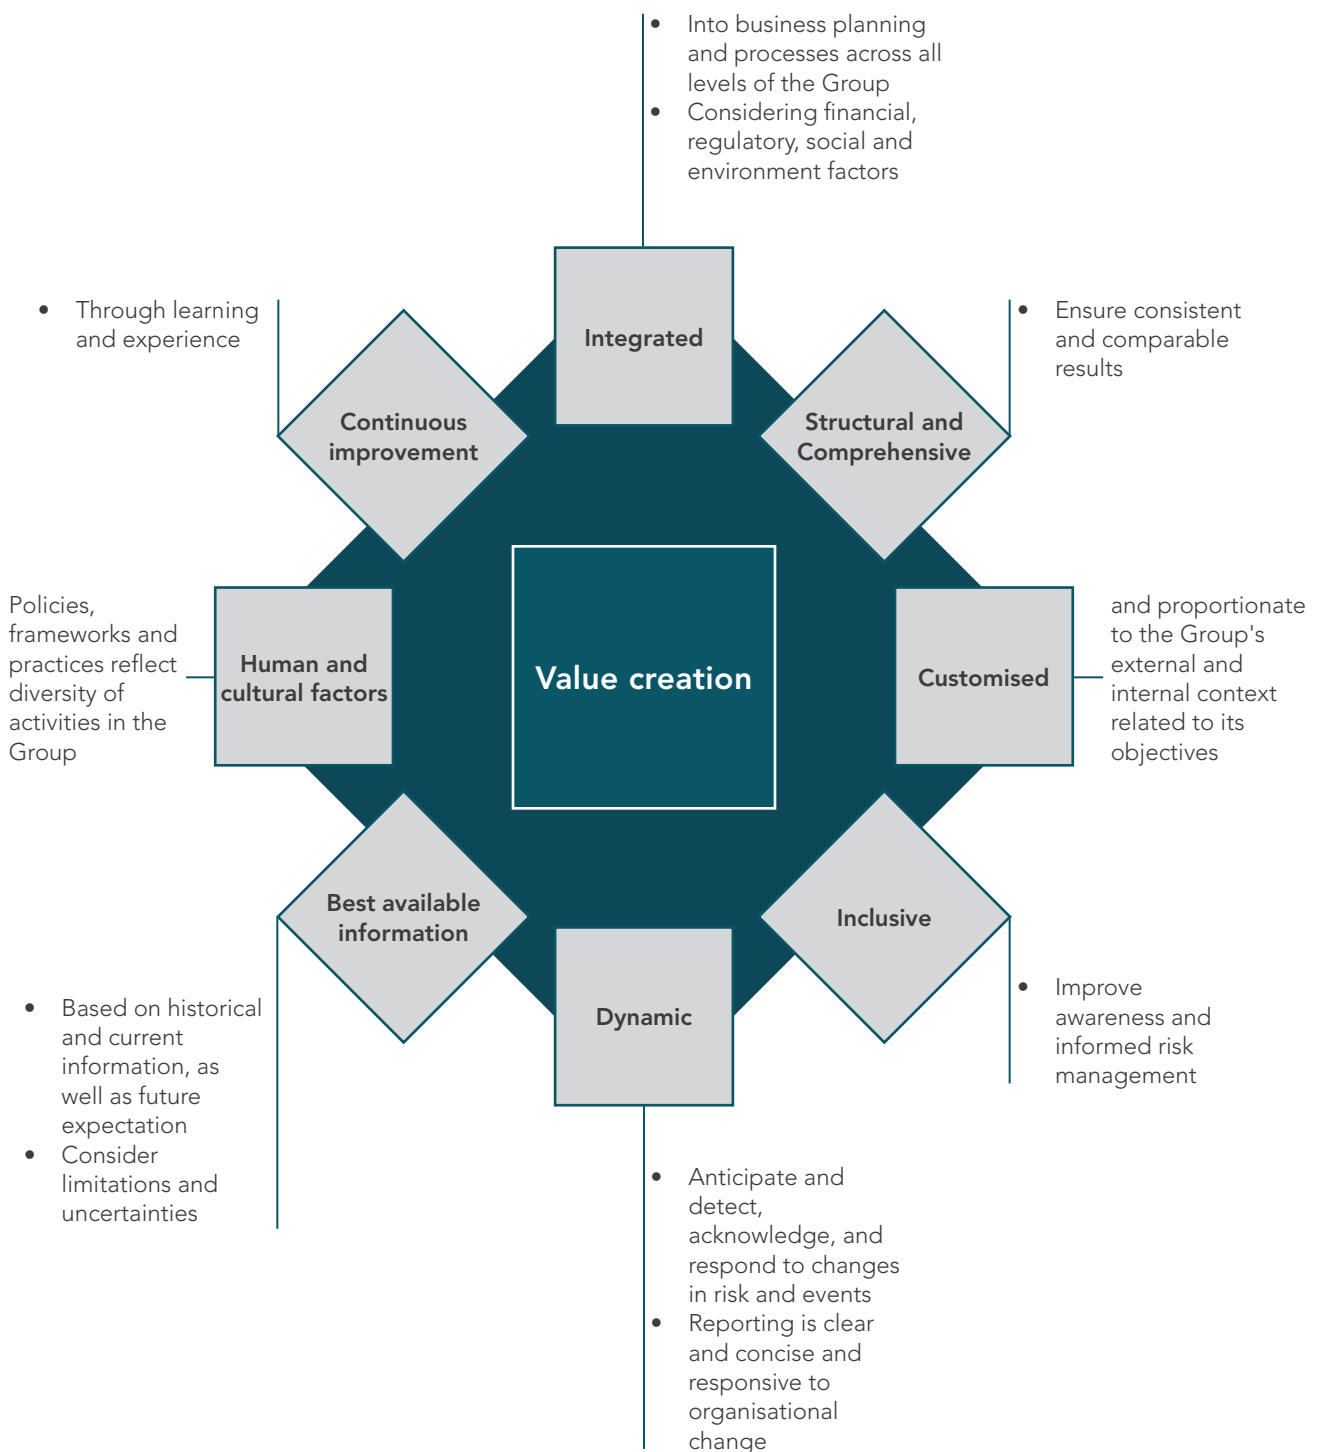 • Into business planning
and processes across all
levels of the Group
• Considering financial,
regulatory, social and
environment factors
Integrated
• Through learning
and experience
Continuous
improvement
• Ensure consistent
and comparable
results
Structural and
Comprehensive
Policies,
frameworks and
practices reflect
diversity of
activities in the
Group
Human and
cultural factors
Value creation
Customised
and proportionate
to the Group's
external and
internal context
related to its
objectives
Best available
information
• Based on historical
and current
information, as
well as future
expectation
• Consider
limitations and
uncertainties
Inclusive
• Improve
awareness and
informed risk
management
Dynamic
• Anticipate and
detect,
acknowledge, and
respond to changes
in risk and events
• Reporting is clear
and concise and
responsive to
organisational
change